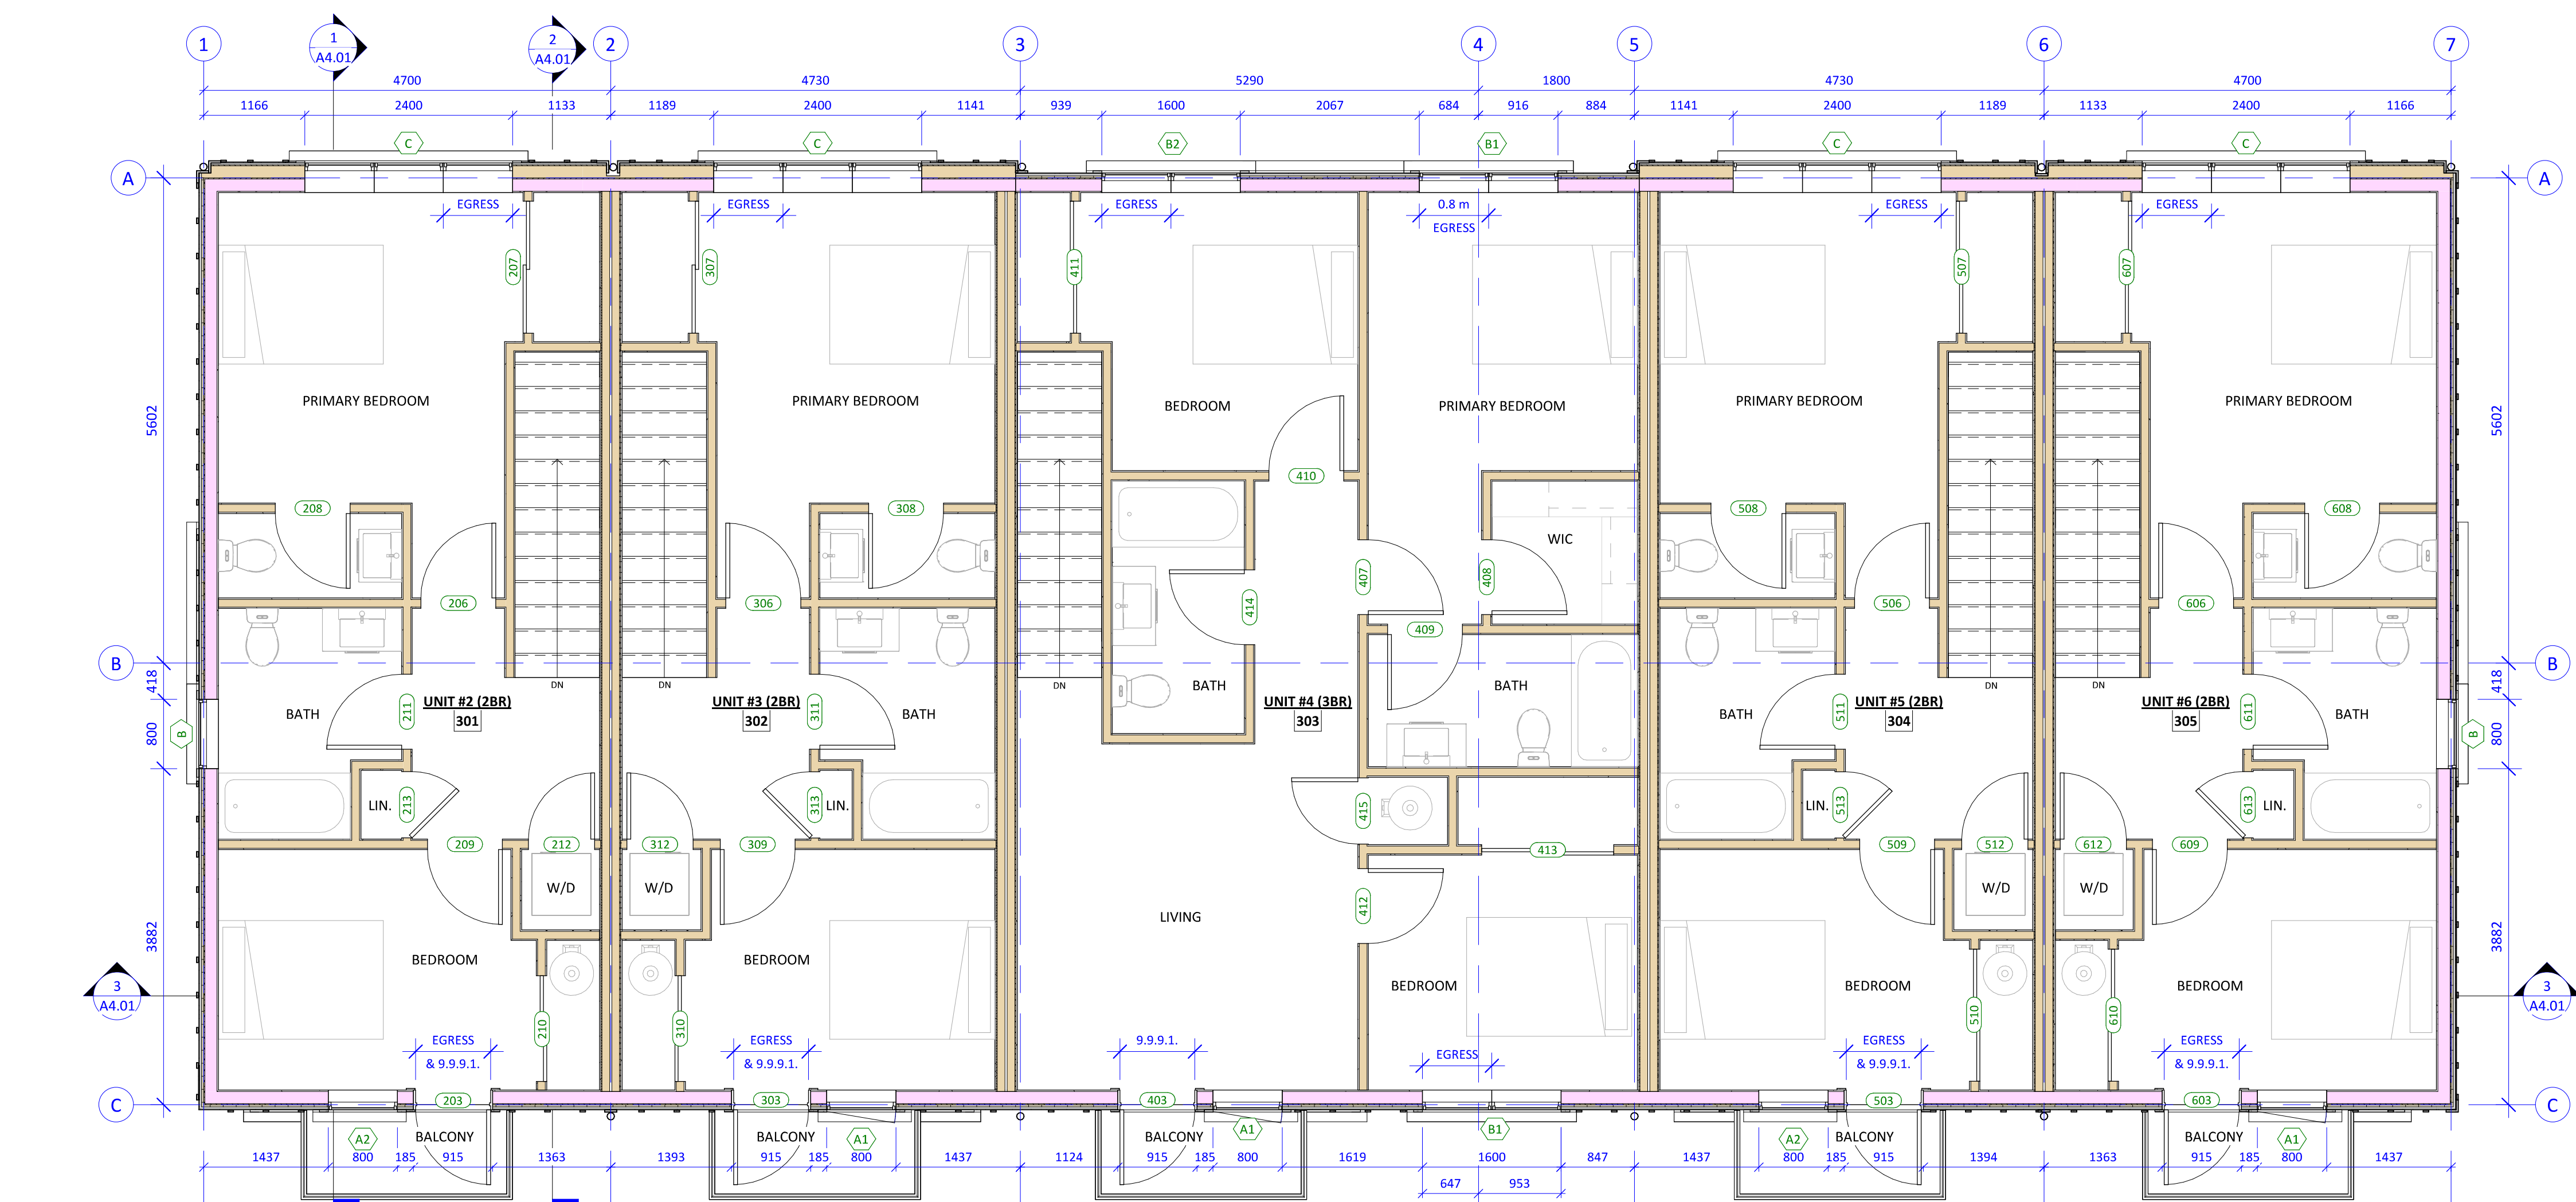 1 2 3 4 5 6 7
1 A4.01
2 A4.01
4700 4730 5290 1800 4730 4700
1166 2400 1133 1189 2400 1141 939 1600 2067 684 916 884 1141 2400 1189 1133 2400 1166
C C B2 B1 C C
A A
EGRESS EGRESS EGRESS 0.8 m EGRESS EGRESS EGRESS
207 307 411 507 607
PRIMARY BEDROOM PRIMARY BEDROOM BEDROOM PRIMARY BEDROOM PRIMARY BEDROOM PRIMARY BEDROOM
5602 5602
410
208 308 508 608
WIC
407 408
206 306 414 506 606
409
B B
418 418
DN DN DN DN DN
BATH BATH
UNIT #2 (2BR) UNIT #3 (2BR) UNIT #4 (3BR) UNIT #5 (2BR) UNIT #6 (2BR)
301 302 303 304 305
BATH 211 311 BATH BATH 511 611 BATH
800 B B 800
LIN. 213 313 LIN. 415 LIN. 513 613 LIN.
209 212 312 309 413 509 512 612 609
W/D W/D W/D W/D
412
LIVING
3882 3882
BEDROOM BEDROOM BEDROOM BEDROOM BEDROOM
3 A4.01
3 A4.01
210 310 510 610
EGRESS EGRESS 9.9.9.1. EGRESS EGRESS EGRESS
& 9.9.9.1. & 9.9.9.1. & 9.9.9.1. & 9.9.9.1.
203 303 403 503 603
C C
A2 BALCONY BALCONY A1 BALCONY A1 B1 A2 BALCONY BALCONY A1
1437 800 185 915 1363 1393 915 185 800 1437 1124 915 185 800 1619 1600 847 1437 800 185 915 1394 1363 915 185 800 1437
647 953